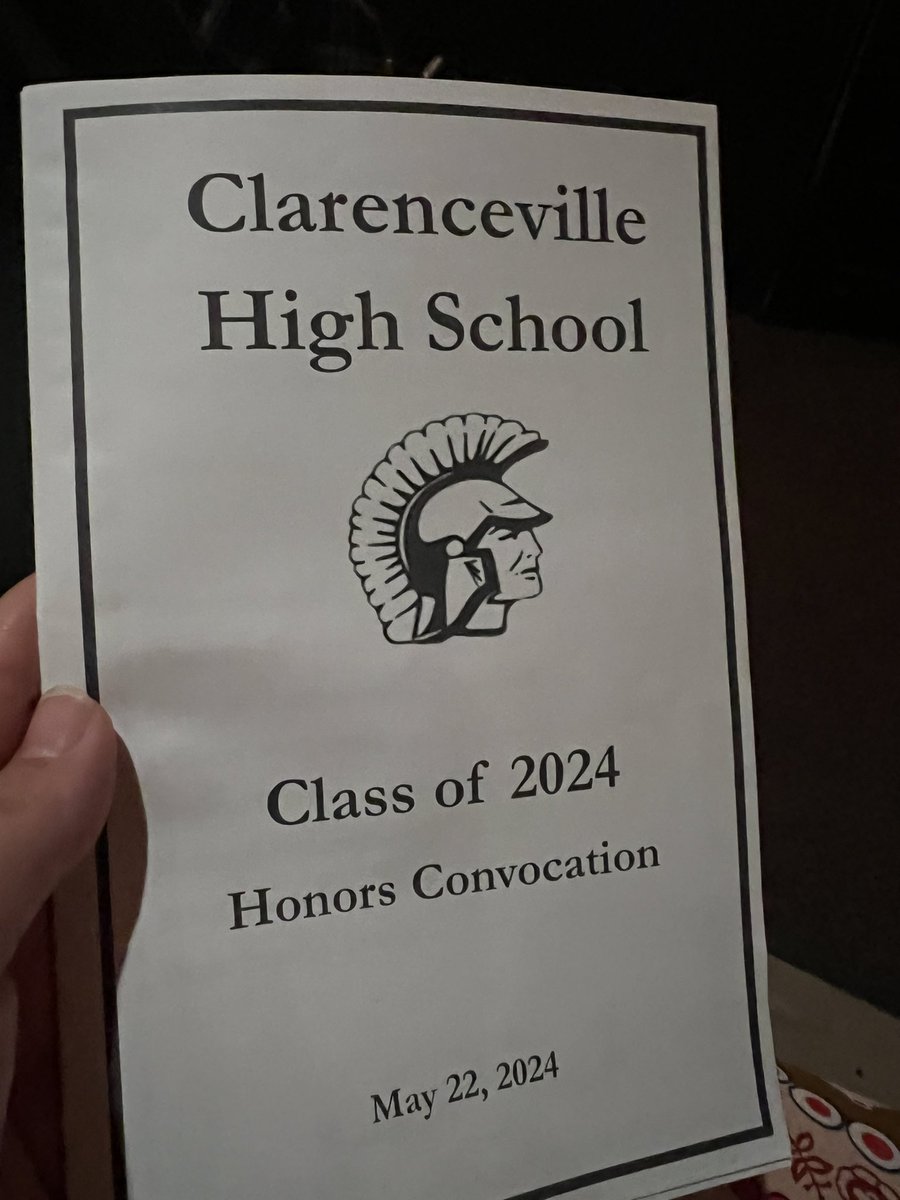 Clarenceville
High School
Class of 2024
Honors Convocation
May 22, 2024